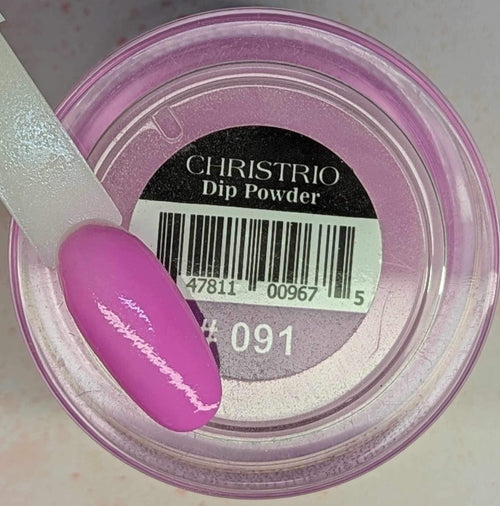 CHRISTRIO
Dip Powder
47811 00967 5
# 091